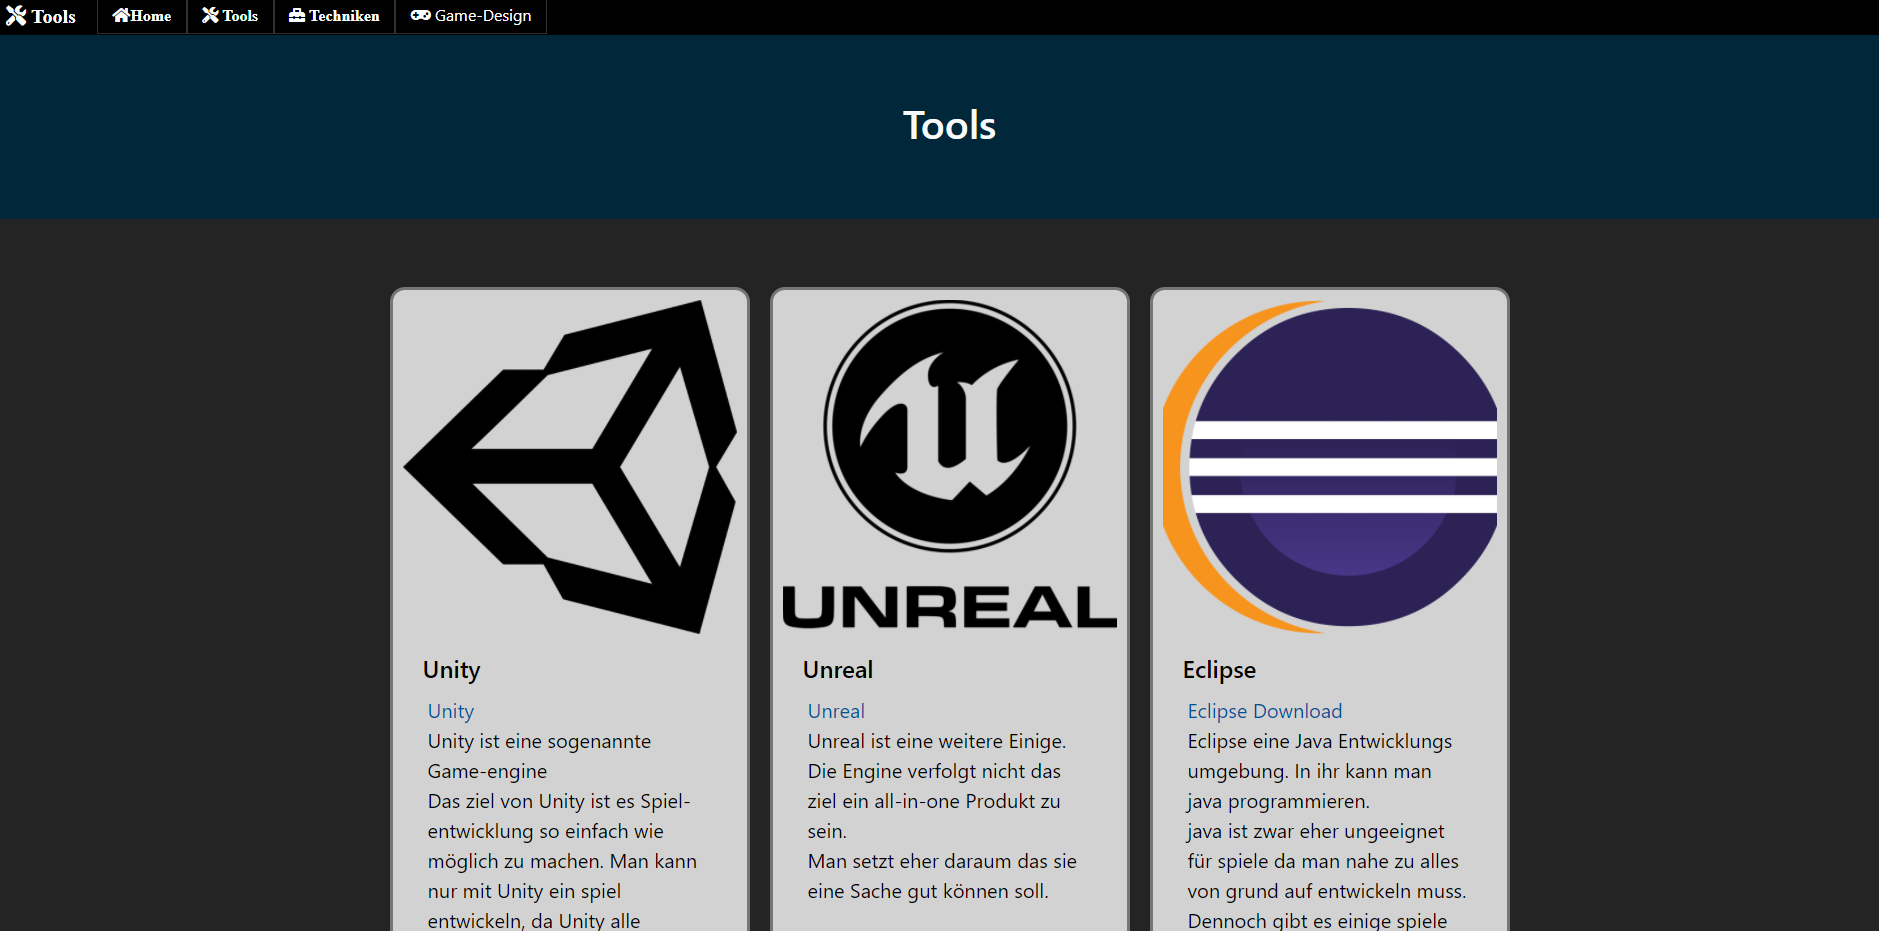 Tools Home Tools Techniken Game-Design
Tools
UNREAL
Unity
Unity
Unity ist eine sogenannte
Game-engine
Das ziel von Unity ist es Spiel-
entwicklung so einfach wie
möglich zu machen. Man kann
nur mit Unity ein spiel
entwickeln, da Unity alle
Unreal
Unreal
Unreal ist eine weitere Einige.
Die Engine verfolgt nicht das
ziel ein all-in-one Produkt zu
sein.
Man setzt eher daraum das sie
eine Sache gut können soll.
Eclipse
Eclipse Download
Eclipse eine Java Entwicklungs
umgebung. In ihr kann man
java programmieren.
java ist zwar eher ungeeignet
für spiele da man nahe zu alles
von grund auf entwickeln muss.
Dennoch gibt es einige spiele